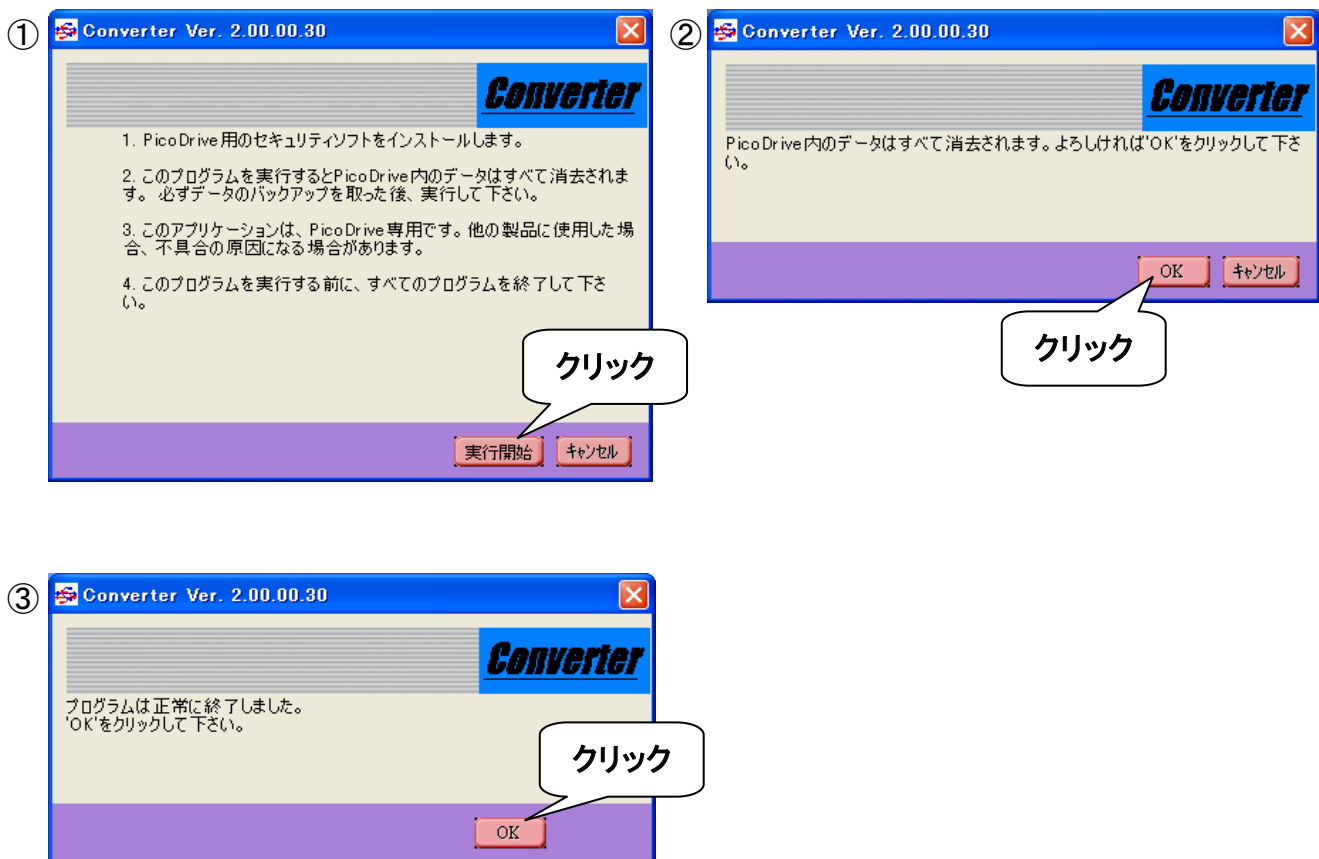 ①
Converter Ver. 2.00.00.30
Converter
1. PicoDrive用のセキュリティソフトをインストールします。
2. このプログラムを実行するとPicoDrive内のデータはすべて消去されま
す。 必ずデータのバックアップを取った後、実行して下さい。
3. このアプリケーションは、PicoDrive専用です。他の製品に使用した場
合、不具合の原因になる場合があります。
4. このプログラムを実行する前に、すべてのプログラムを終了して下さ
い。
クリック
実行開始
キャンセル
②
Converter Ver. 2.00.00.30
Converter
PicoDrive内のデータはすべて消去されます。よろしければ'OK'をクリックして下さ
い。
OK
キャンセル
クリック
③
Converter Ver. 2.00.00.30
Converter
プログラムは正常に終了しました。
'OK'をクリックして下さい。
クリック
OK